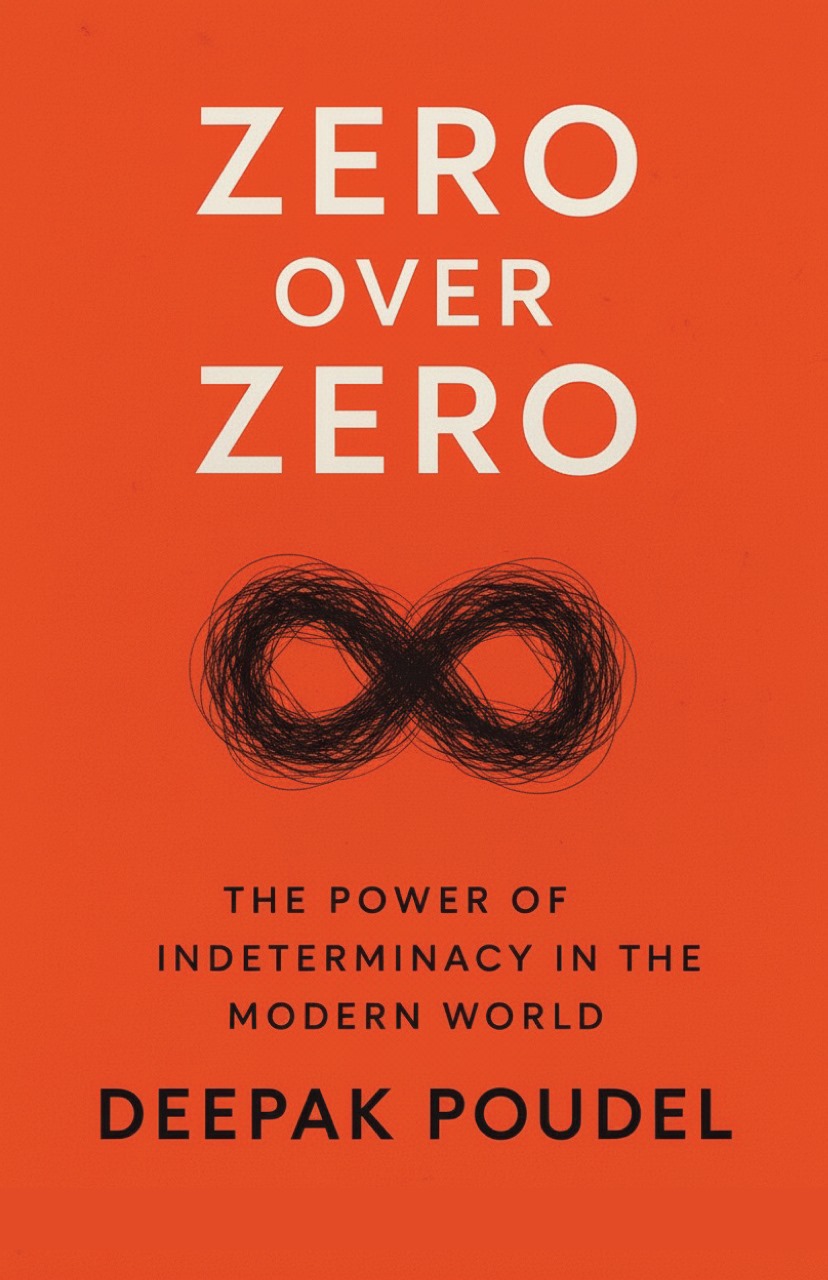 ZERO
OVER
ZERO
THE POWER OF
INDETERMINACY IN THE
MODERN WORLD
DEEPAK POUDEL